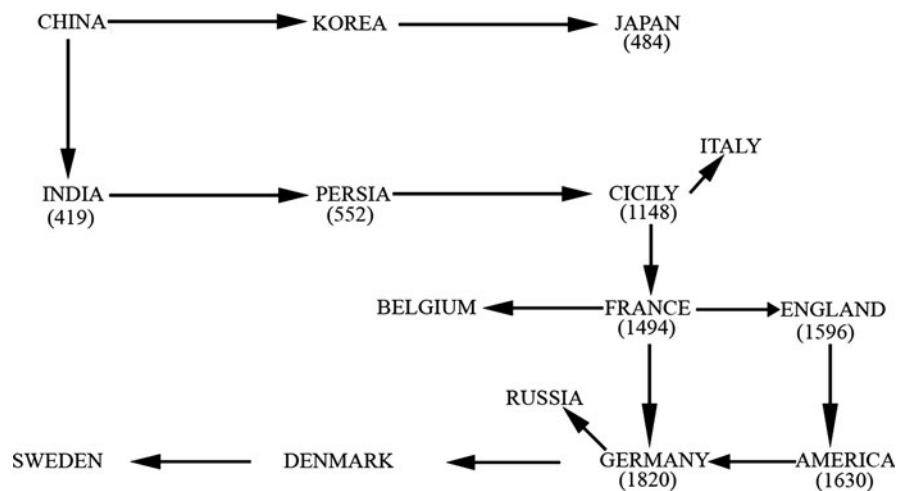 CHINA KOREA JAPAN
(484)
ITALY
INDIA PERSIA CICILY
(419) (552) (1148)
BELGIUM FRANCE ENGLAND
(1494) (1596)
RUSSIA
SWEDEN DENMARK GERMANY AMERICA
(1820) (1630)